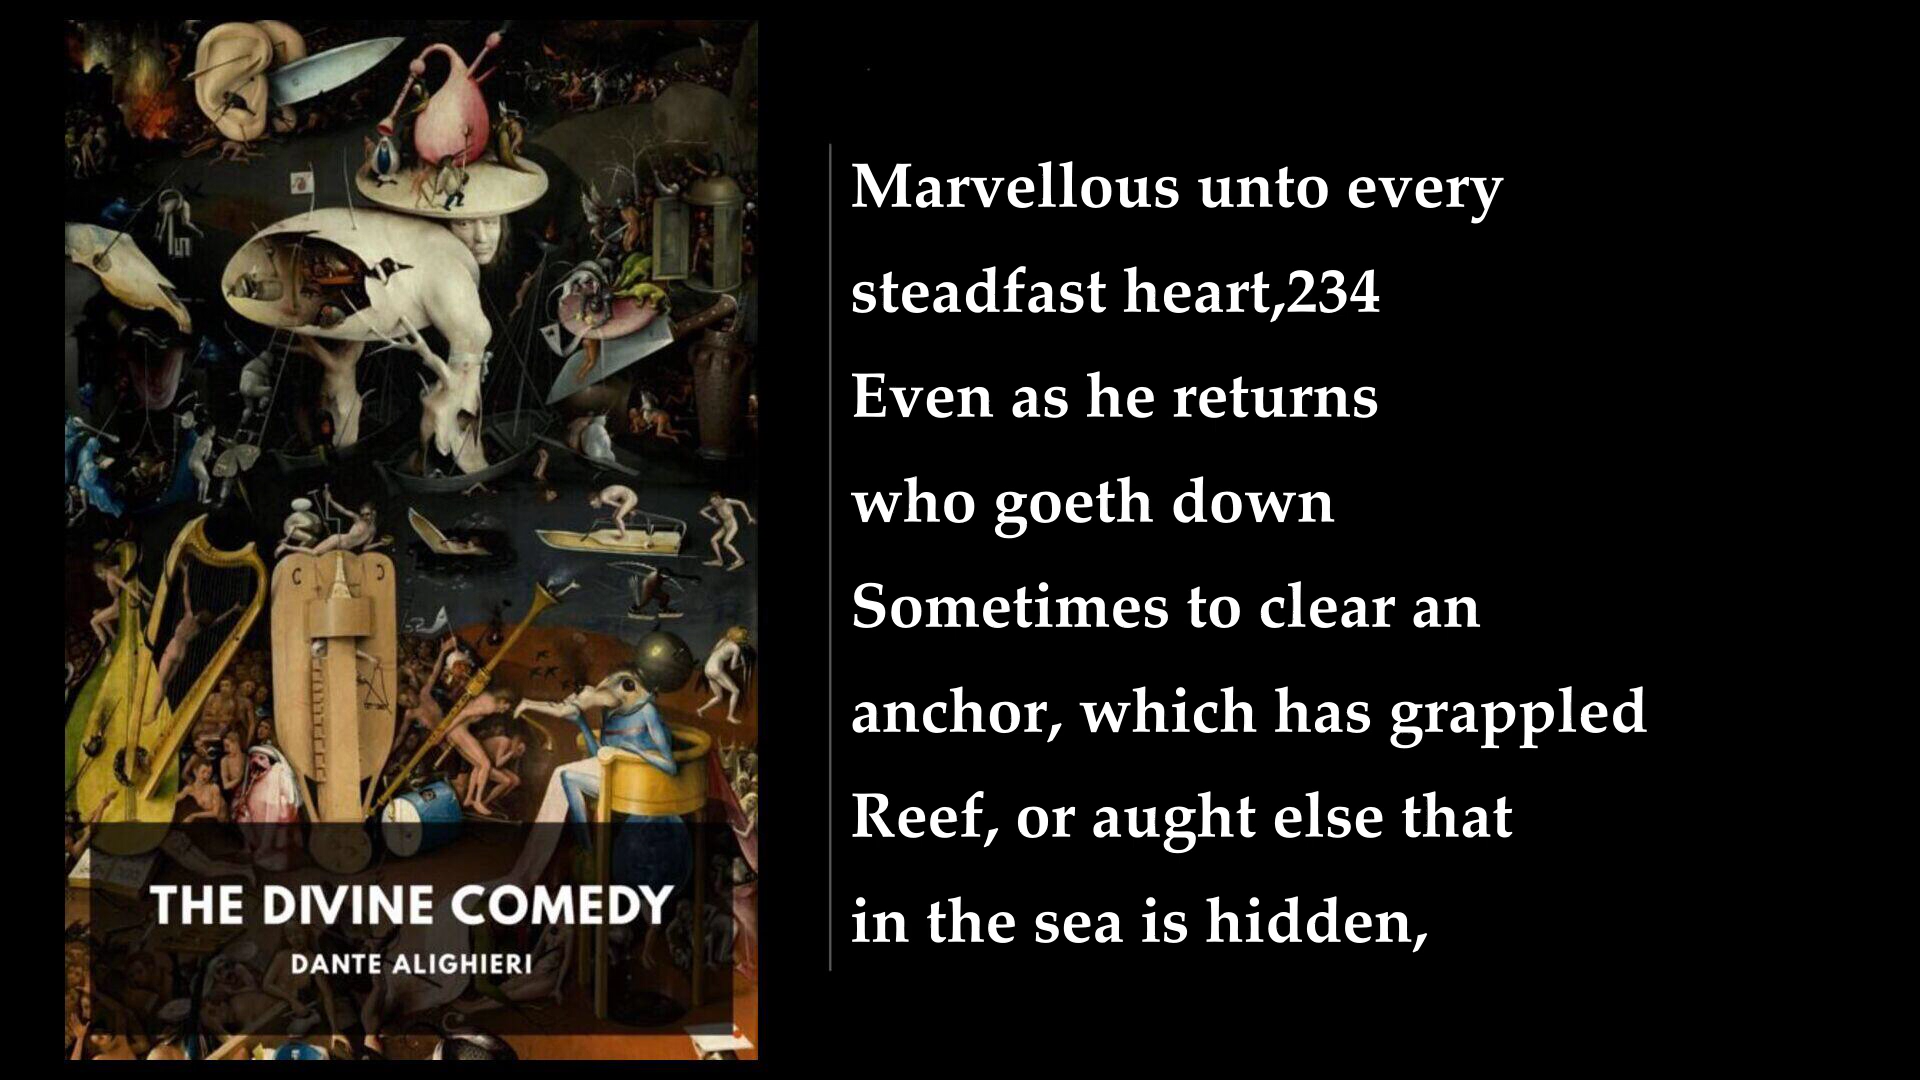 THE DIVINE COMEDY
DANTE ALIGHIERI
Marvellous unto every
steadfast heart,234
Even as he returns
who goeth down
Sometimes to clear an
anchor, which has grappled
Reef, or aught else that
in the sea is hidden,